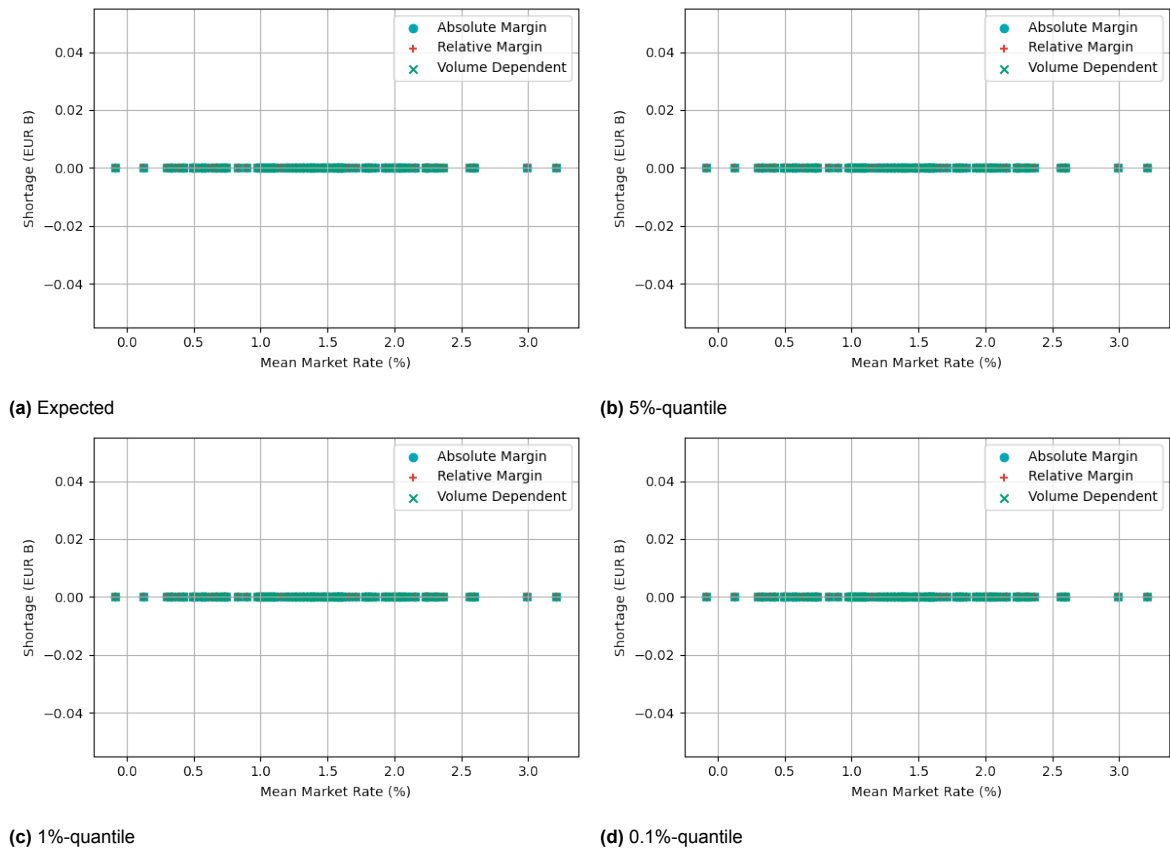 Absolute Margin
Relative Margin
Volume Dependent
0.04
0.02
0.00
−0.02
−0.04
Shortage (EUR B)
0.0 0.5 1.0 1.5 2.0 2.5 3.0
Mean Market Rate (%)
(a) Expected
Absolute Margin
Relative Margin
Volume Dependent
0.04
0.02
0.00
−0.02
−0.04
Shortage (EUR B)
0.0 0.5 1.0 1.5 2.0 2.5 3.0
Mean Market Rate (%)
(b) 5%-quantile
Absolute Margin
Relative Margin
Volume Dependent
0.04
0.02
0.00
−0.02
−0.04
Shortage (EUR B)
0.0 0.5 1.0 1.5 2.0 2.5 3.0
Mean Market Rate (%)
(c) 1%-quantile
Absolute Margin
Relative Margin
Volume Dependent
0.04
0.02
0.00
−0.02
−0.04
Shortage (EUR B)
0.0 0.5 1.0 1.5 2.0 2.5 3.0
Mean Market Rate (%)
(d) 0.1%-quantile